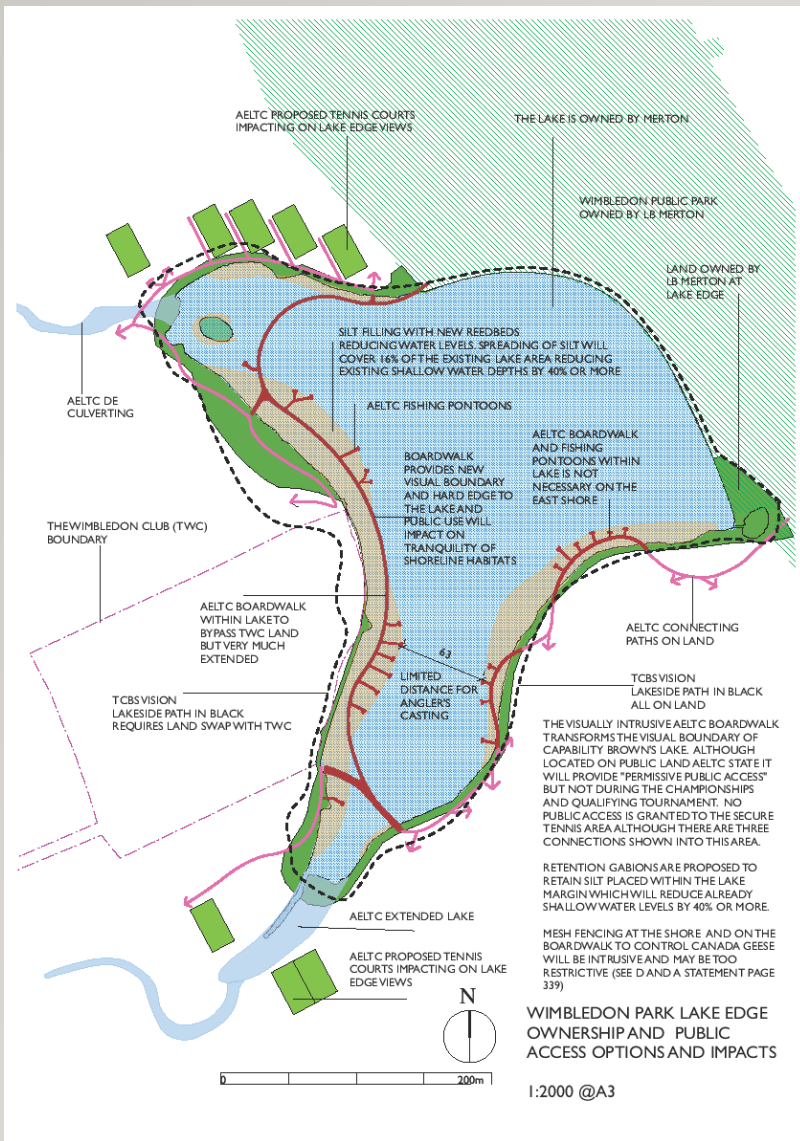 AELTC PROPOSED TENNIS COURTS
IMPACTING ON LAKE EDGE VIEWS
THE LAKE IS OWNED BY MERTON
WIMBLEDON PUBLIC PARK
OWNED BY LB MERTON
LAND OWNED BY
LB MERTON AT
LAKE EDGE
SILT FILLING WITH NEW REEDBEDS
REDUCING WATER LEVELS. SPREADING OF SILT WILL
COVER 16% OF THE EXISTING LAKE AREA REDUCING
EXISTING SHALLOW WATER DEPTHS BY 40% OR MORE
AELTC DE
CULVERTING
AELTC FISHING PONTOONS
AELTC BOARDWALK
AND FISHING
PONTOONS WITHIN
LAKE IS NOT
NECESSARY ON THE
EAST SHORE
BOARDWALK
PROVIDES NEW
VISUAL BOUNDARY
AND HARD EDGE TO
THE LAKE AND
PUBLIC USE WILL
IMPACT ON
TRANQUILITY OF
SHORELINE HABITATS
THE WIMBLEDON CLUB (TWC)
BOUNDARY
AELTC BOARDWALK
WITHIN LAKE TO
BYPASS TWC LAND
BUT VERY MUCH
EXTENDED
AELTC CONNECTING
PATHS ON LAND
63
LIMITED
DISTANCE FOR
ANGLER'S
CASTING
TCBS VISION
LAKESIDE PATH IN BLACK
REQUIRES LAND SWAP WITH TWC
TCBS VISION
LAKESIDE PATH IN BLACK
ALL ON LAND
THE VISUALLY INTRUSIVE AELTC BOARDWALK
TRANSFORMS THE VISUAL BOUNDARY OF
CAPABILITY BROWN'S LAKE. ALTHOUGH
LOCATED ON PUBLIC LAND AELTC STATE IT
WILL PROVIDE "PERMISSIVE PUBLIC ACCESS"
BUT NOT DURING THE CHAMPIONSHIPS
AND QUALIFYING TOURNAMENT. NO
PUBLIC ACCESS IS GRANTED TO THE SECURE
TENNIS AREA ALTHOUGH THERE ARE THREE
CONNECTIONS SHOWN INTO THIS AREA.
RETENTION GABIONS ARE PROPOSED TO
RETAIN SILT PLACED WITHIN THE LAKE
MARGIN WHICH WILL REDUCE ALREADY
SHALLOW WATER LEVELS BY 40% OR MORE.
MESH FENCING AT THE SHORE AND ON THE
BOARDWALK TO CONTROL CANADA GEESE
WILL BE INTRUSIVE AND MAY BE TOO
RESTRICTIVE (SEE D AND A STATEMENT PAGE
339)
AELTC EXTENDED LAKE
AELTC PROPOSED TENNIS
COURTS IMPACTING ON LAKE
EDGE VIEWS
N
WIMBLEDON PARK LAKE EDGE
OWNERSHIP AND PUBLIC
ACCESS OPTIONS AND IMPACTS
0 200m
1:2000 @A3